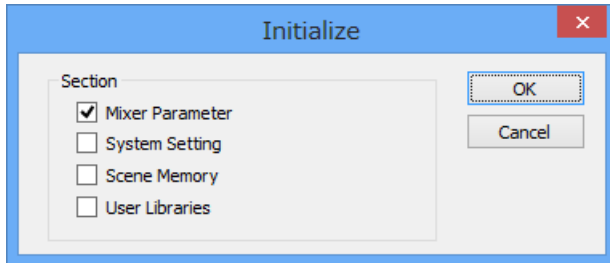 Initialize
Section
Mixer Parameter
System Setting
Scene Memory
User Libraries
OK
Cancel